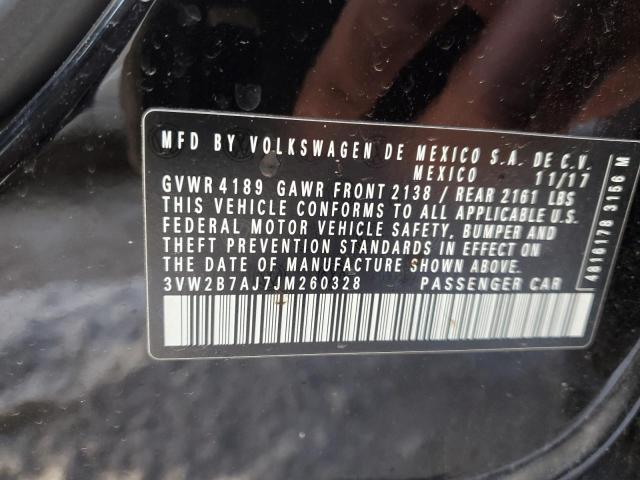 MFD BY VOLKSWAGEN DE MEXICO S.A. DE C.V.
MEXICO 11/17
GVWR 4189 GAWR FRONT 2138 / REAR 2161 LBS
THIS VEHICLE CONFORMS TO ALL APPLICABLE U.S.
FEDERAL MOTOR VEHICLE SAFETY, BUMPER AND
THEFT PREVENTION STANDARDS IN EFFECT ON
THE DATE OF MANUFACTURE SHOWN ABOVE.
3VW2B7AJ7JM260328 PASSENGER CAR
4818178 3156 M